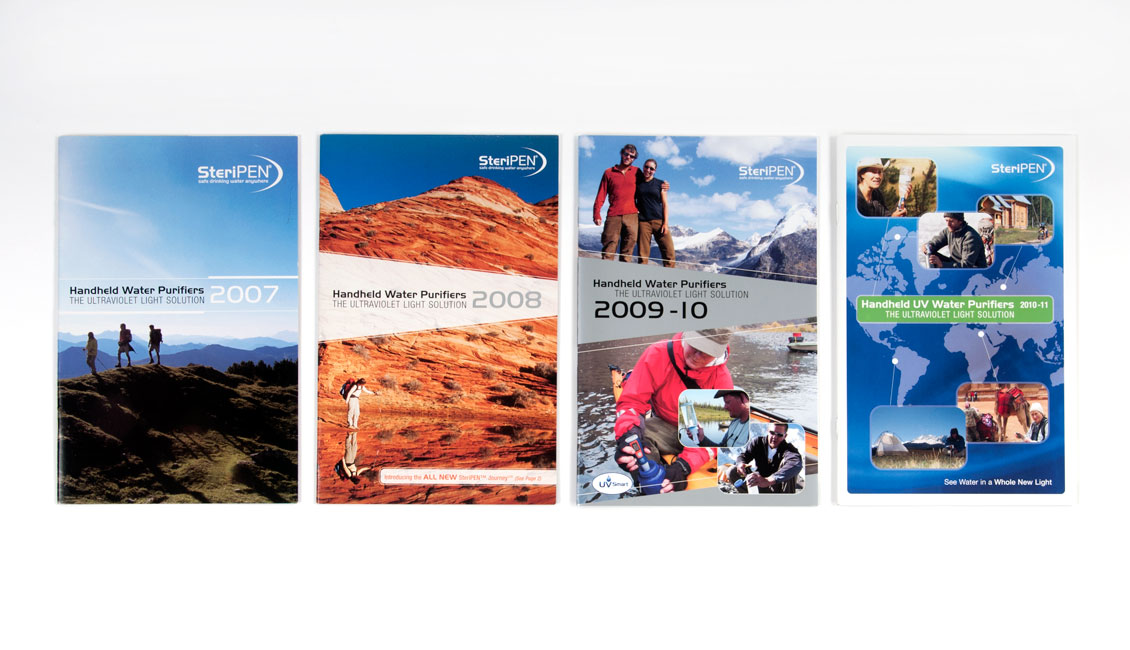 SteriPEN®
safe drinking water anywhere
Handheld Water Purifiers
THE ULTRAVIOLET LIGHT SOLUTION
2007
SteriPEN®
safe drinking water anywhere
Handheld Water Purifiers
THE ULTRAVIOLET LIGHT SOLUTION
2008
Introducing the ALL NEW SteriPEN™ Journey™ (See Page 3)
SteriPEN®
safe drinking water anywhere
Handheld Water Purifiers
THE ULTRAVIOLET LIGHT SOLUTION
2009-10
UV Smart
SteriPEN®
Handheld UV Water Purifiers 2010-11
THE ULTRAVIOLET LIGHT SOLUTION
See Water in a Whole New Light